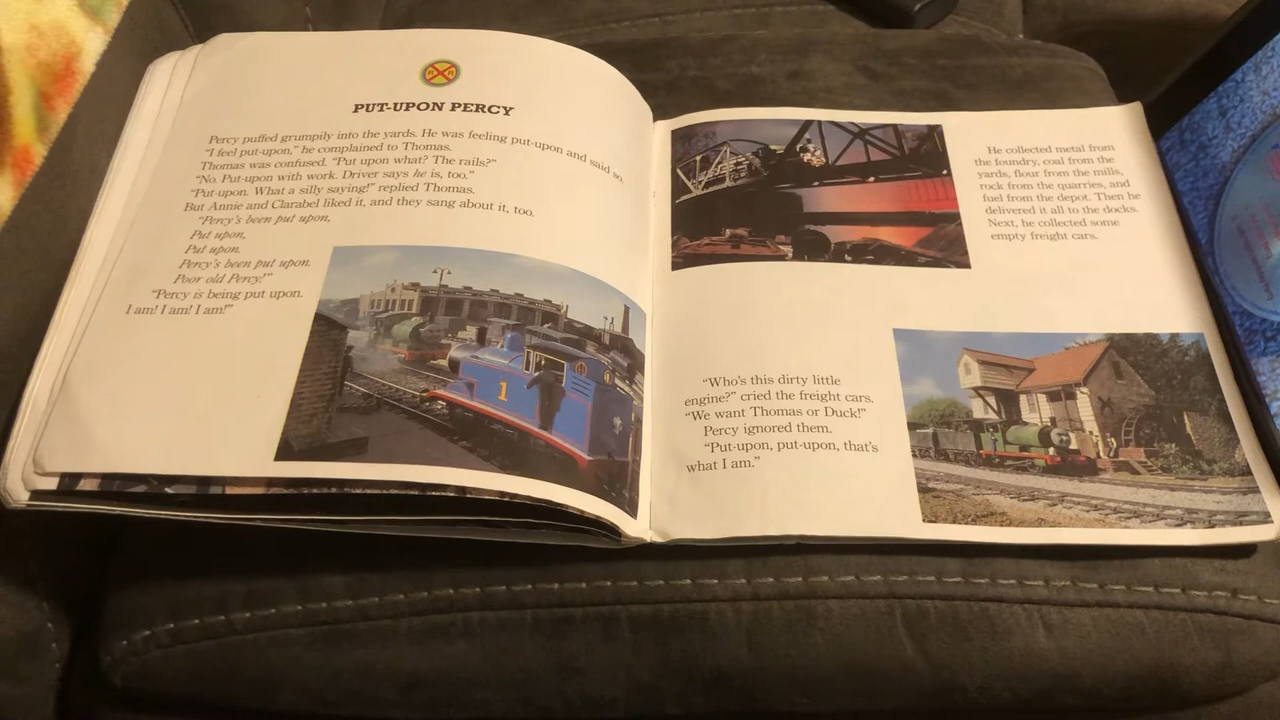 PUT-UPON PERCY
Percy puffed grumpily into the yards. He was feeling put-upon and said so.
"I feel put-upon," he complained to Thomas.
Thomas was confused. "Put upon what? The rails?"
"No. Put-upon with work. Driver says he is, too."
"Put-upon. What a silly saying!" replied Thomas.
But Annie and Clarabel liked it, and they sang about it, too.
"Percy's been put upon,
Put upon,
Put upon.
Percy's been put upon.
Poor old Percy!"
"Percy is being put upon.
I am! I am! I am!"
1
He collected metal from
the foundry, coal from the
yards, flour from the mills,
rock from the quarries, and
fuel from the depot. Then he
delivered it all to the docks.
Next, he collected some
empty freight cars.
"Who's this dirty little
engine?" cried the freight cars.
"We want Thomas or Duck!"
Percy ignored them.
"Put-upon, put-upon, that's
what I am."